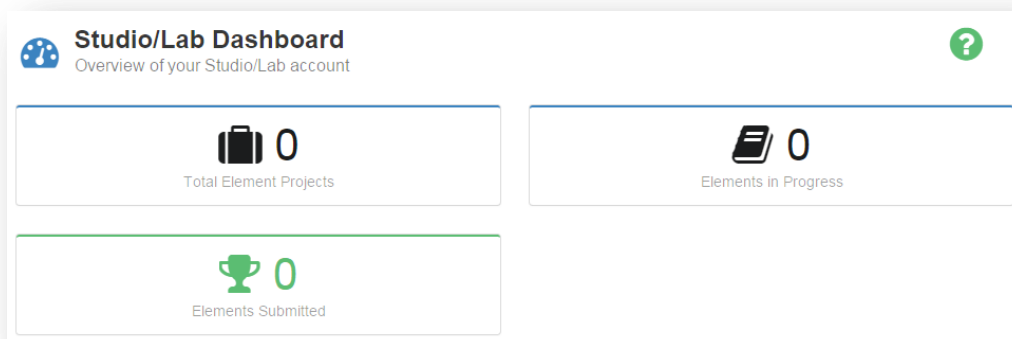 Studio/Lab Dashboard
Overview of your Studio/Lab account
?
0
Total Element Projects
0
Elements in Progress
0
Elements Submitted